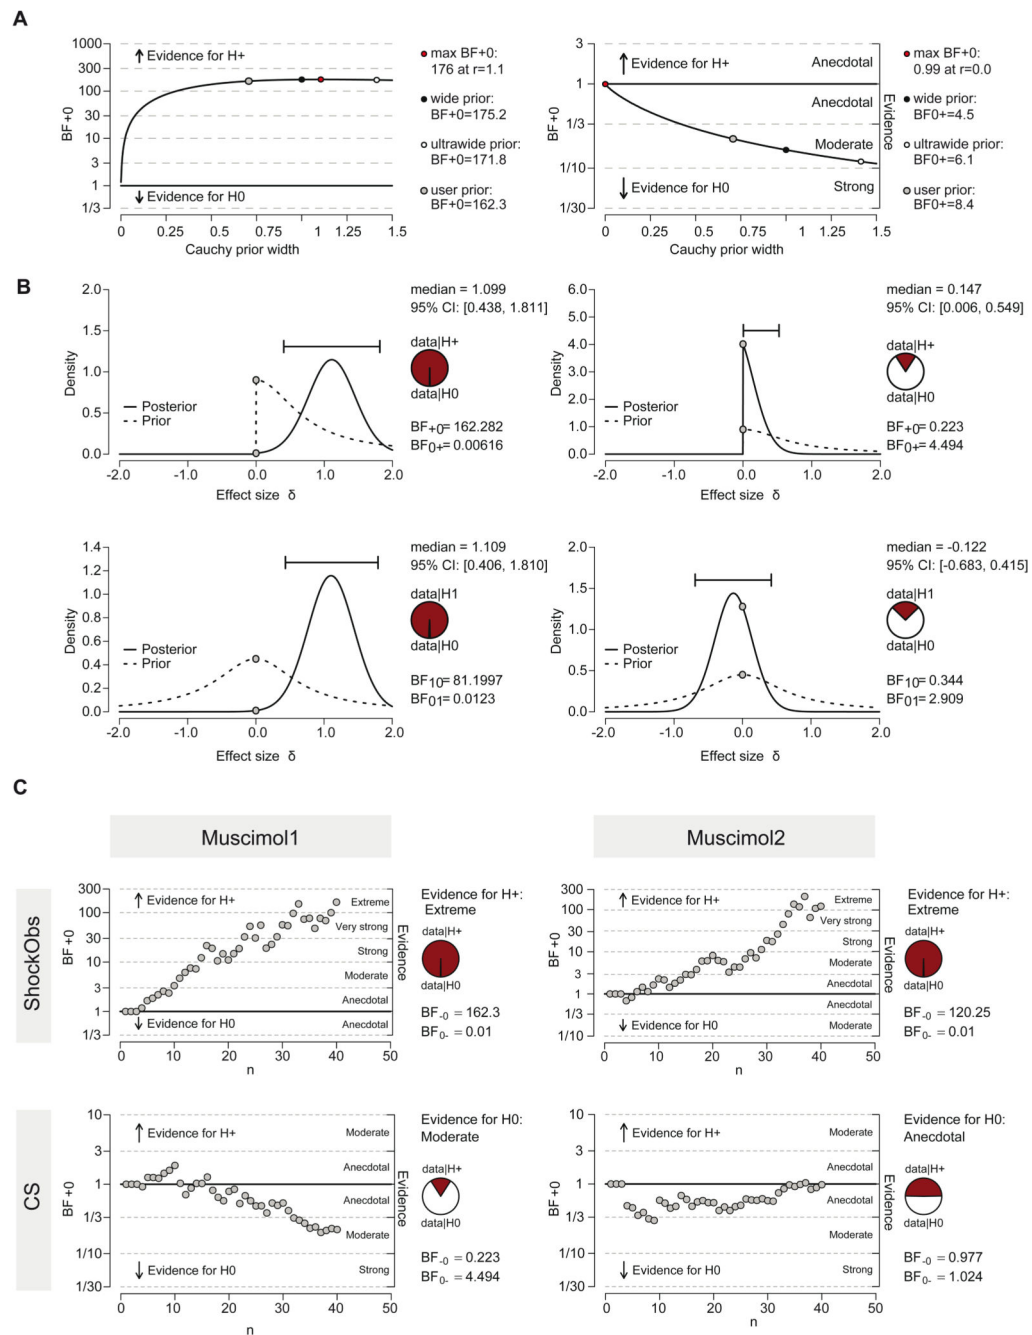 A
1000
300
100
30
10
3
1
1/3
BF+0
Evidence for H+
Evidence for H0
0
0.25
0.5
0.75
1
1.25
1.5
Cauchy prior width
max BF+0:
176 at r=1.1
wide prior:
BF+0=175.2
ultrawide prior:
BF+0=171.8
user prior:
BF+0=162.3
3
1
1/3
1/10
1/30
BF+0
Evidence for H+
Evidence for H0
Anecdotal
Anecdotal
Moderate
Strong
Evidence
0
0.25
0.5
0.75
1
1.25
1.5
Cauchy prior width
max BF+0:
0.99 at r=0.0
wide prior:
BF0+=4.5
ultrawide prior:
BF0+=6.1
user prior:
BF0+=8.4
B
2.0
1.5
1.0
0.5
0.0
Density
Posterior
Prior
-2.0
-1.0
0.0
1.0
2.0
Effect size δ
median = 1.099
95% CI: [0.438, 1.811]
data|H+
data|H0
BF+0= 162.282
BF0+= 0.00616
6.0
5.0
4.0
3.0
2.0
1.0
0.0
Density
Posterior
Prior
-2.0
-1.0
0.0
1.0
2.0
Effect size δ
median = 0.147
95% CI: [0.006, 0.549]
data|H+
data|H0
BF+0= 0.223
BF0+= 4.494
1.4
1.2
1.0
0.8
0.6
0.4
0.2
0.0
Density
Posterior
Prior
-2.0
-1.0
0.0
1.0
2.0
Effect size δ
median = 1.109
95% CI: [0.406, 1.810]
data|H1
data|H0
BF10= 81.1997
BF01= 0.0123
2.0
1.5
1.0
0.5
0.0
Density
Posterior
Prior
-2.0
-1.0
0.0
1.0
2.0
Effect size δ
median = -0.122
95% CI: [-0.683, 0.415]
data|H1
data|H0
BF10= 0.344
BF01= 2.909
C
Muscimol1
Muscimol2
ShockObs
300
100
30
10
3
1
1/3
BF+0
Evidence for H+
Evidence for H0
Extreme
Very strong
Strong
Moderate
Anecdotal
Anecdotal
Evidence
0
10
20
30
40
50
n
Evidence for H+:
Extreme
data|H+
data|H0
BF-0 = 162.3
BF0- = 0.01
300
100
30
10
3
1
1/3
1/10
BF+0
Evidence for H+
Evidence for H0
Extreme
Very strong
Strong
Moderate
Anecdotal
Anecdotal
Moderate
Evidence
0
10
20
30
40
50
n
Evidence for H+:
Extreme
data|H+
data|H0
BF-0 = 120.25
BF0- = 0.01
CS
10
3
1
1/3
1/10
1/30
BF+0
Evidence for H+
Evidence for H0
Moderate
Anecdotal
Anecdotal
Moderate
Strong
Evidence
0
10
20
30
40
50
n
Evidence for H0:
Moderate
data|H+
data|H0
BF-0 = 0.223
BF0- = 4.494
10
3
1
1/3
1/10
1/30
BF+0
Evidence for H+
Evidence for H0
Moderate
Anecdotal
Anecdotal
Moderate
Strong
Evidence
0
10
20
30
40
50
n
Evidence for H0:
Anecdotal
data|H+
data|H0
BF-0 = 0.977
BF0- = 1.024